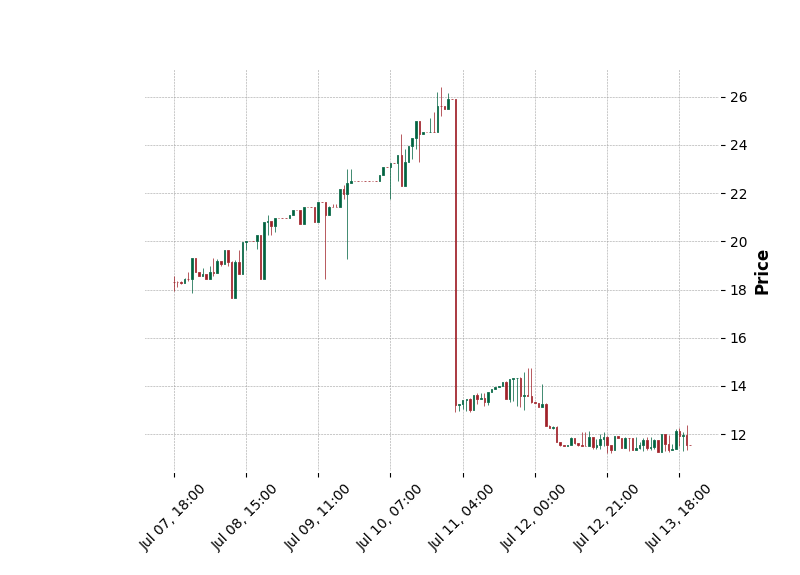 26
24
22
20
18
16
14
12
Price
Jul 07, 18:00
Jul 08, 15:00
Jul 09, 11:00
Jul 10, 07:00
Jul 11, 04:00
Jul 12, 00:00
Jul 12, 21:00
Jul 13, 18:00